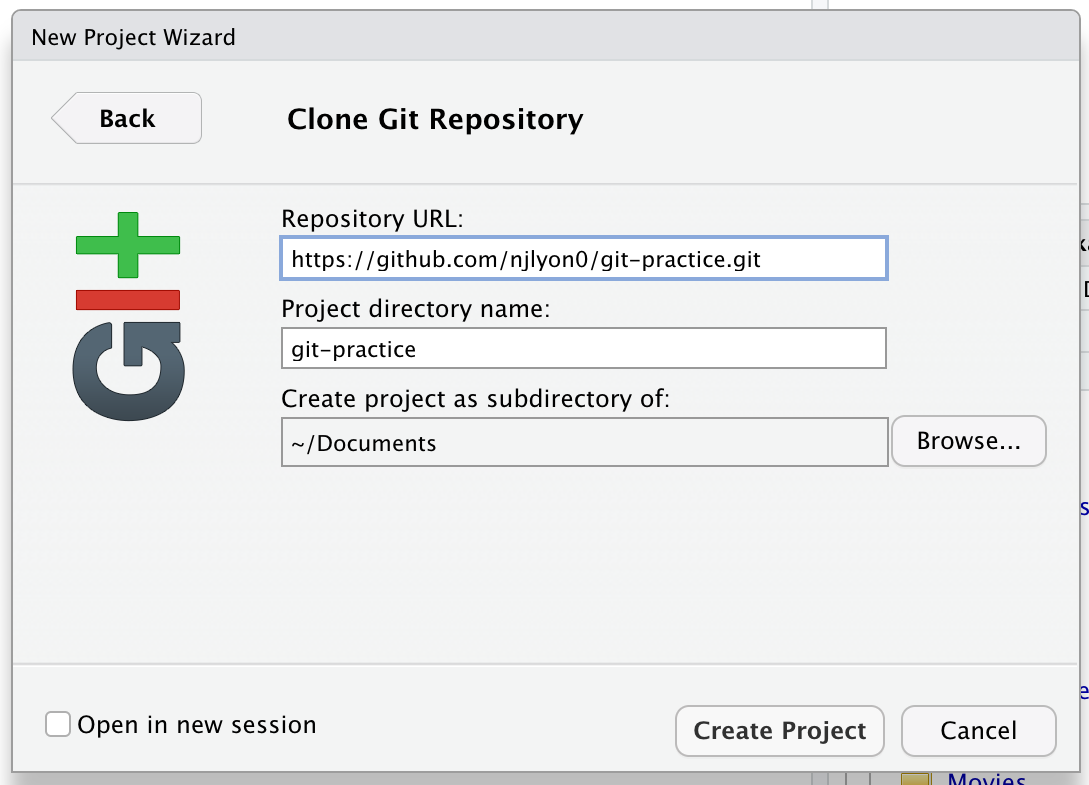 New Project Wizard
Back
Clone Git Repository
GIT
Repository URL:
https://github.com/njlyon0/git-practice.git
Project directory name:
git-practice
Create project as subdirectory of:
~/Documents
Browse...
Open in new session
Create Project
Cancel
Movies